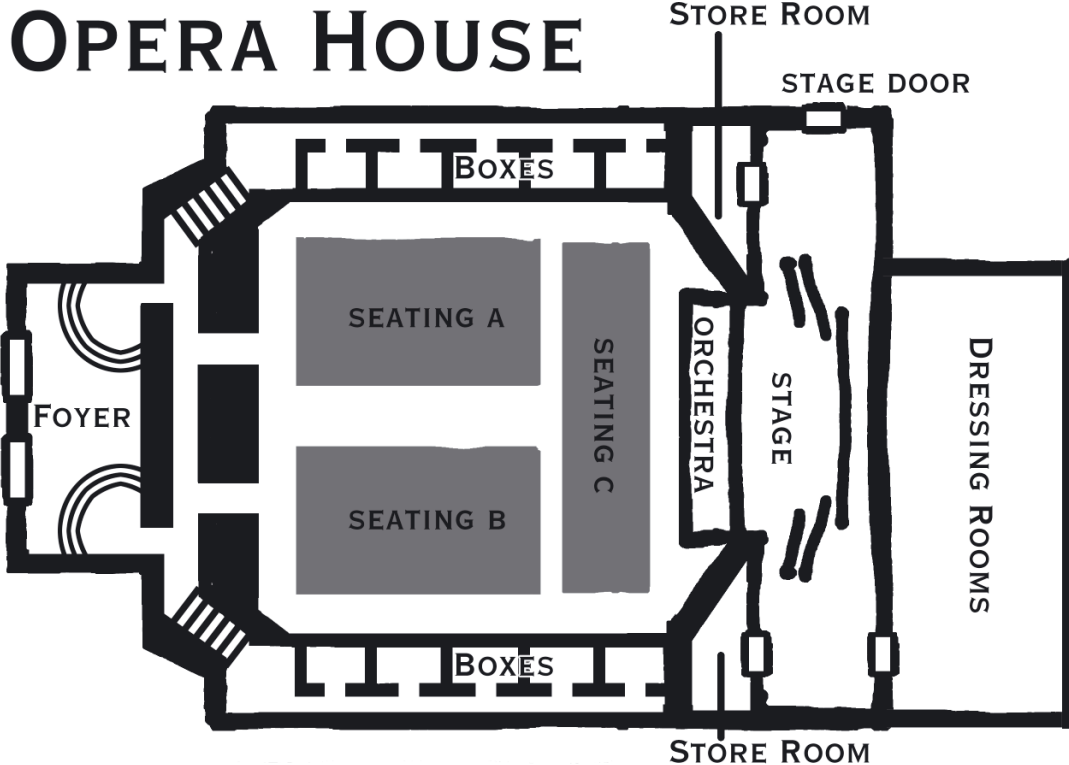 OPERA HOUSE
STORE ROOM
STAGE DOOR
BOXES
SEATING A
SEATING C
ORCHESTRA
STAGE
DRESSING ROOMS
FOYER
SEATING B
BOXES
STORE ROOM